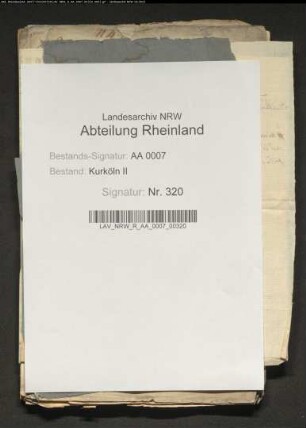 Landesarchiv NRW
Abteilung Rheinland
Bestands-Signatur: AA 0007
Bestand: Kurköln II
Signatur: Nr. 320
LAV_NRW_R_AA_0007_00320